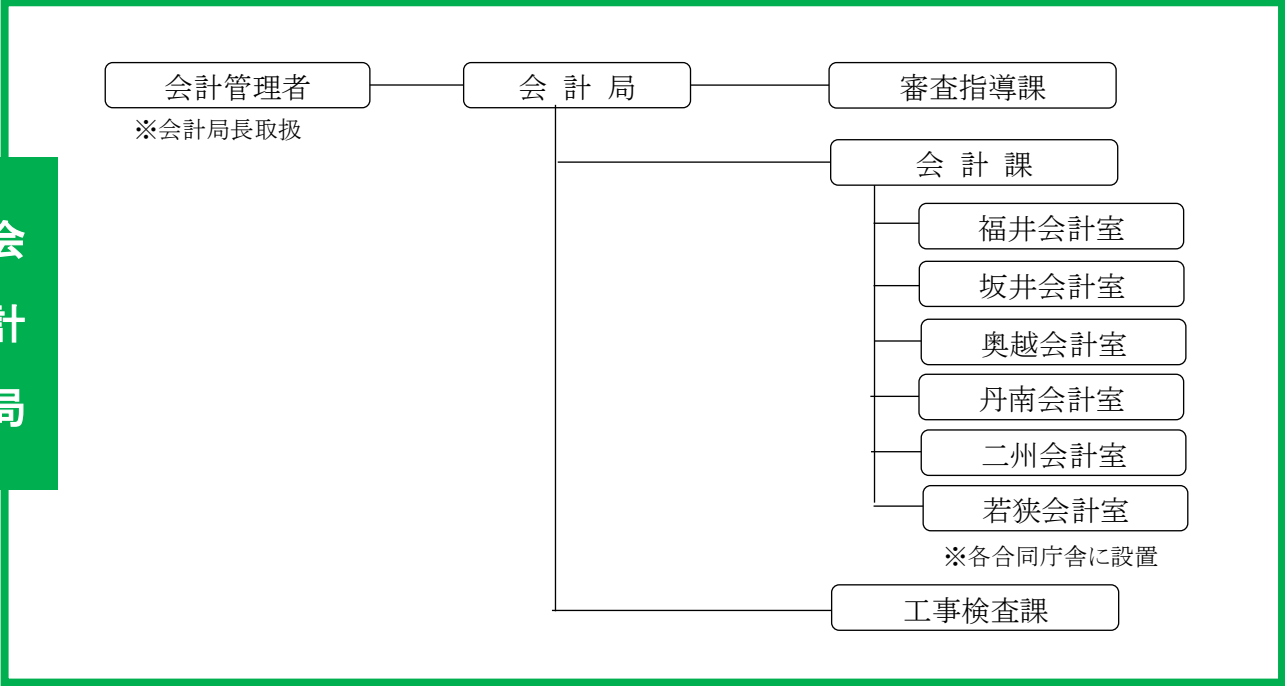 会計管理者
会 計 局
審査指導課
※会計局長取扱
会 計 課
福井会計室
坂井会計室
奥越会計室
丹南会計室
二州会計室
若狭会計室
※各合同庁舎に設置
工事検査課
会
計
局